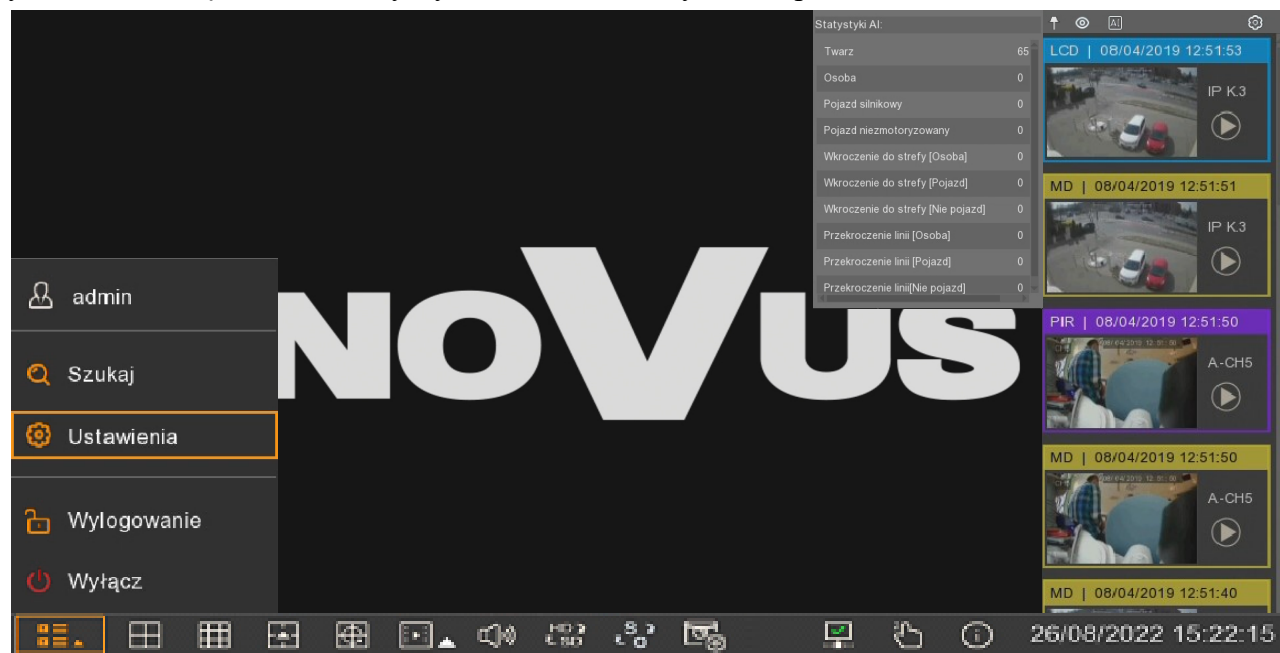 Statystyki AI:
Twarz 65
Osoba 0
Pojazd silnikowy 0
Pojazd niezmotoryzowany 0
Wkroczenie do strefy [Osoba] 0
Wkroczenie do strefy [Pojazd] 0
Wkroczenie do strefy [Nie pojazd] 0
Przekroczenie linii [Osoba] 0
Przekroczenie linii [Pojazd] 0
Przekroczenie linii[Nie pojazd] 0
AI
LCD | 08/04/2019 12:51:53
IP K.3
MD | 08/04/2019 12:51:51
IP K.3
PIR | 08/04/2019 12:51:50
A-CH5
MD | 08/04/2019 12:51:50
A-CH5
MD | 08/04/2019 12:51:40
NOVUS
admin
Szukaj
Ustawienia
Wylogowanie
Wyłącz
26/08/2022 15:22:15